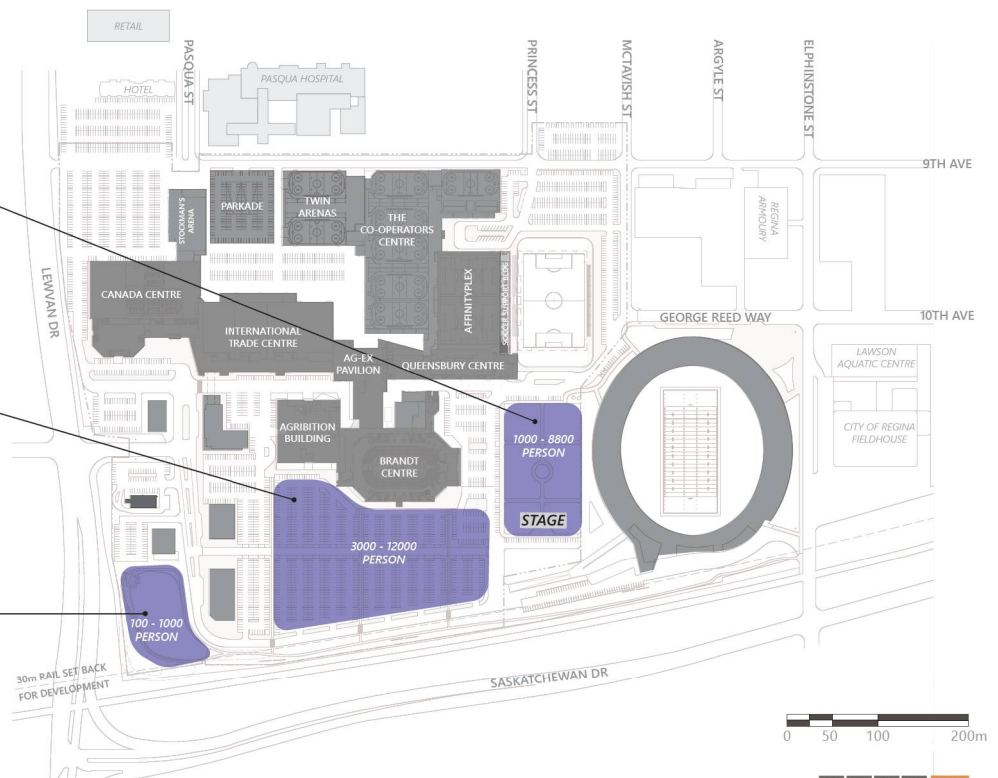 RETAIL
PASQUA ST
PRINCESS ST
MCTAVISH ST
ARGYLE ST
ELPHINSTONE ST
PASQUA HOSPITAL
HOTEL
9TH AVE
STOCKMAN'S
ARENA
PARKADE
TWIN
ARENAS
THE
CO-OPERATORS
CENTRE
REGINA
ARMOURY
LEWVAN DR
CANADA CENTRE
AFFINITYPLEX
INTERNATIONAL
TRADE CENTRE
GEORGE REED WAY
10TH AVE
AG-EX
PAVILION
QUEENSBURY CENTRE
LAWSON
AQUATIC CENTRE
AGRIBITION
BUILDING
BRANDT
CENTRE
1000 - 8800
PERSON
CITY OF REGINA
FIELDHOUSE
STAGE
3000 - 12000
PERSON
100 - 1000
PERSON
30m RAIL SET BACK
FOR DEVELOPMENT
SASKATCHEWAN DR
0 50 100 200m